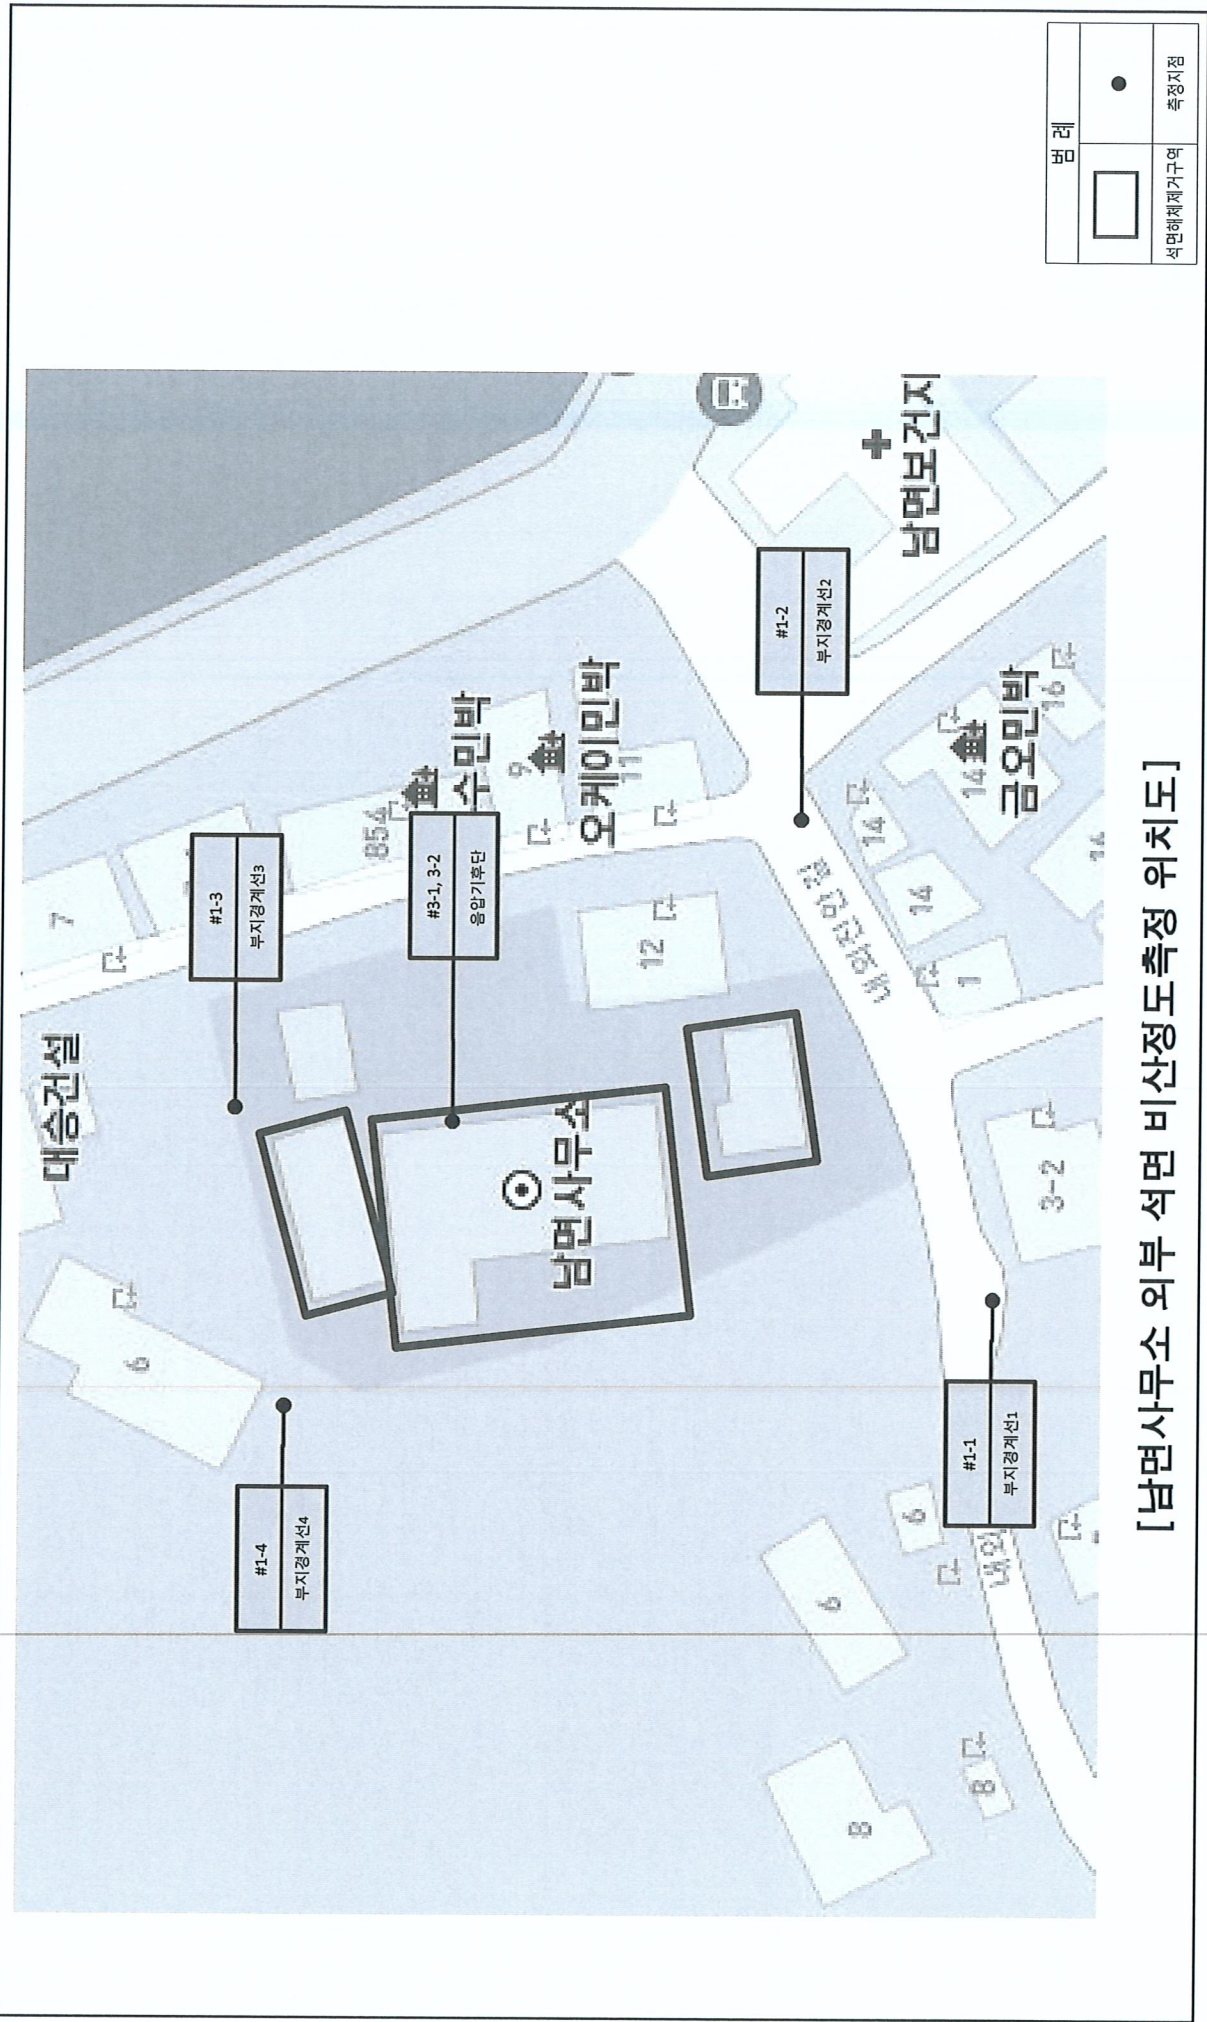 대승건설
7
#1-3
부지경계선3
6
#1-4
부지경계선4
854
수민박
#3-1, 3-2
음압기후단
9
오케이민박
11
12
남면사무소
#1-2
부지경계선2
남면보건지
14
14
14
금오민박
16
1
3-2
#1-1
부지경계선1
6
6
내외
8
8
범 례
석면해체제거구역
측정지점
[남면사무소 외부 석면 비산정도측정 위치도]